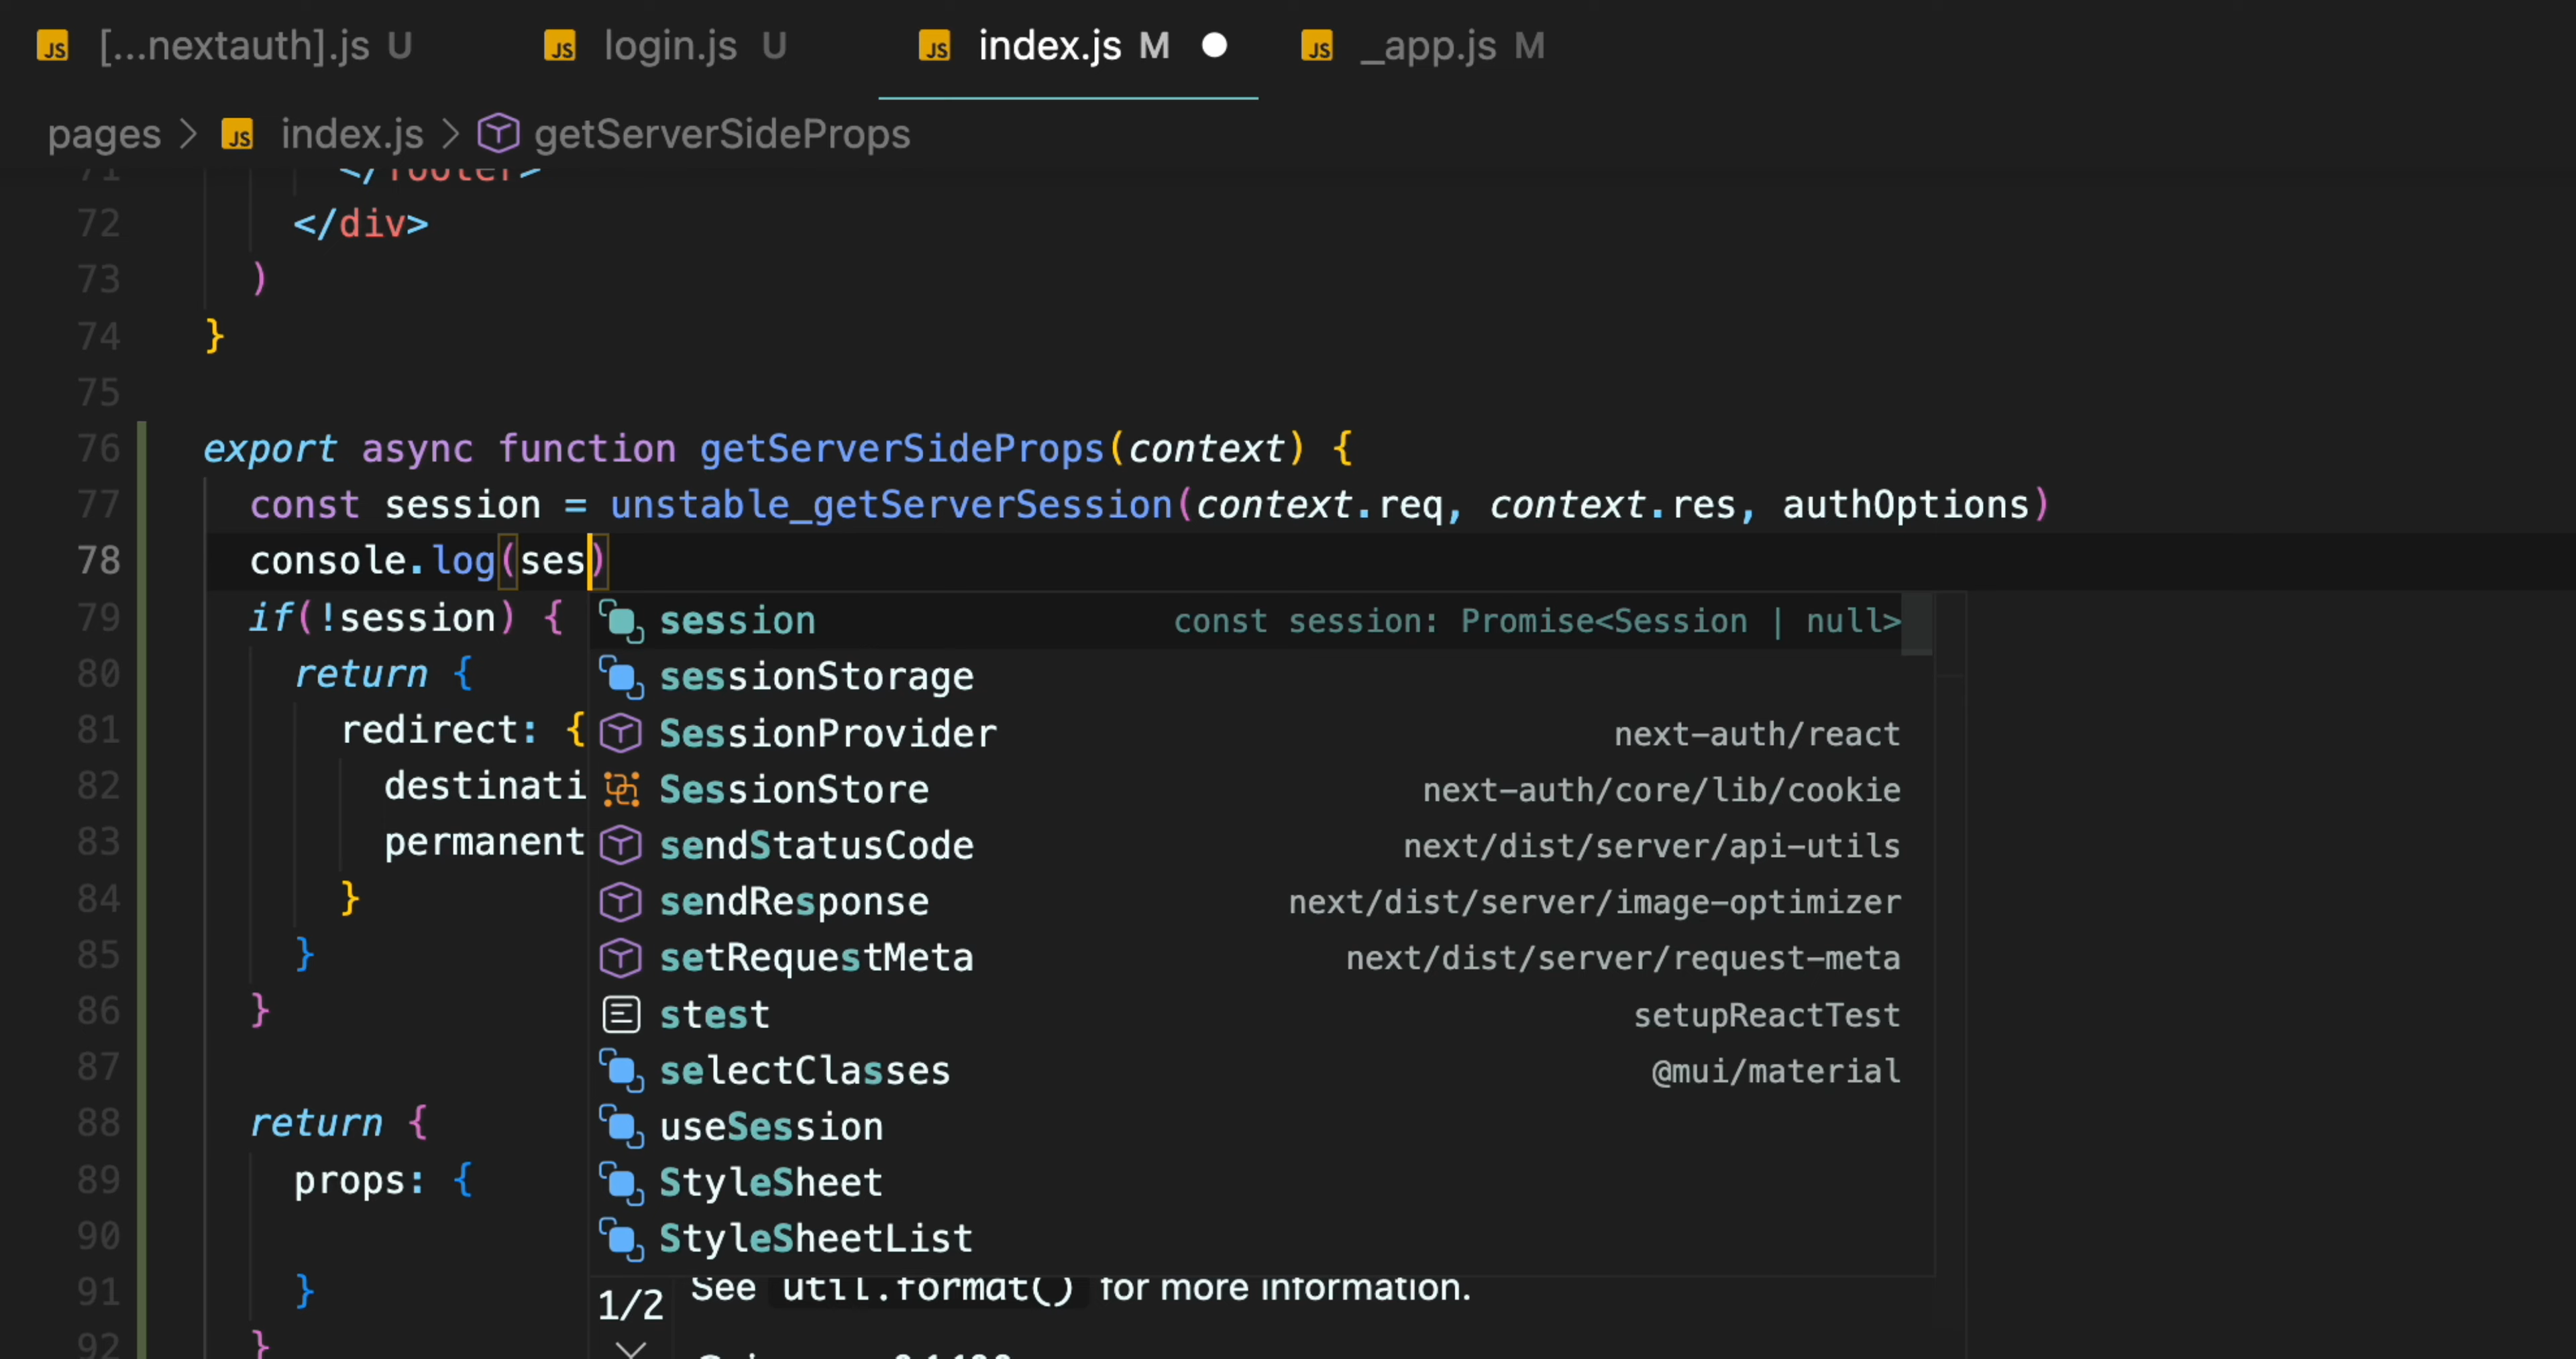 [...nextauth].js U login.js U index.js M _app.js M
pages > index.js > getServerSideProps
71 </footer>
72 </div>
73 )
74 }
75
76 export async function getServerSideProps(context) {
77 const session = unstable_getServerSession(context.req, context.res, authOptions)
78 console.log(ses)
79 if(!session) { session const session: Promise<Session | null>
80 return { sessionStorage
81 redirect: { SessionProvider next-auth/react
82 destinati SessionStore next-auth/core/lib/cookie
83 permanent sendStatusCode next/dist/server/api-utils
84 } sendResponse next/dist/server/image-optimizer
85 } setRequestMeta next/dist/server/request-meta
86 } stest setupReactTest
87 selectClasses @mui/material
88 return { useSession
89 props: { StyleSheet
90 StyleSheetList
91 } 1/2 See util.format() for more information.
92 }